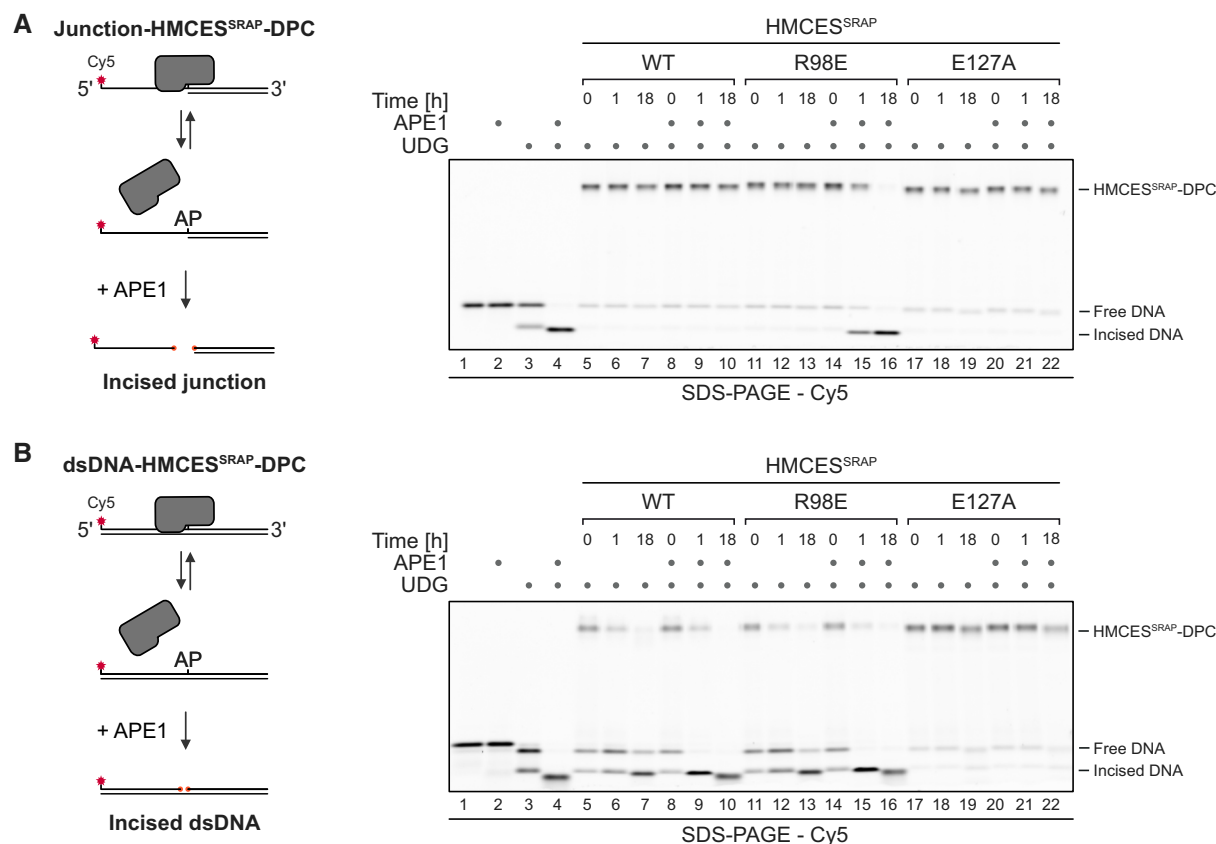 A
Junction-HMCES^SRAP-DPC
Cy5
5' 3'
AP
+ APE1
Incised junction
HMCES^SRAP
WT R98E E127A
Time [h] 0 1 18 0 1 18 0 1 18 0 1 18 0 1 18 0 1 18
APE1
UDG
HMCES^SRAP-DPC
Free DNA
Incised DNA
1 2 3 4 5 6 7 8 9 10 11 12 13 14 15 16 17 18 19 20 21 22
SDS-PAGE - Cy5
B
dsDNA-HMCES^SRAP-DPC
Cy5
5' 3'
AP
+ APE1
Incised dsDNA
HMCES^SRAP
WT R98E E127A
Time [h] 0 1 18 0 1 18 0 1 18 0 1 18 0 1 18 0 1 18
APE1
UDG
HMCES^SRAP-DPC
Free DNA
Incised DNA
1 2 3 4 5 6 7 8 9 10 11 12 13 14 15 16 17 18 19 20 21 22
SDS-PAGE - Cy5